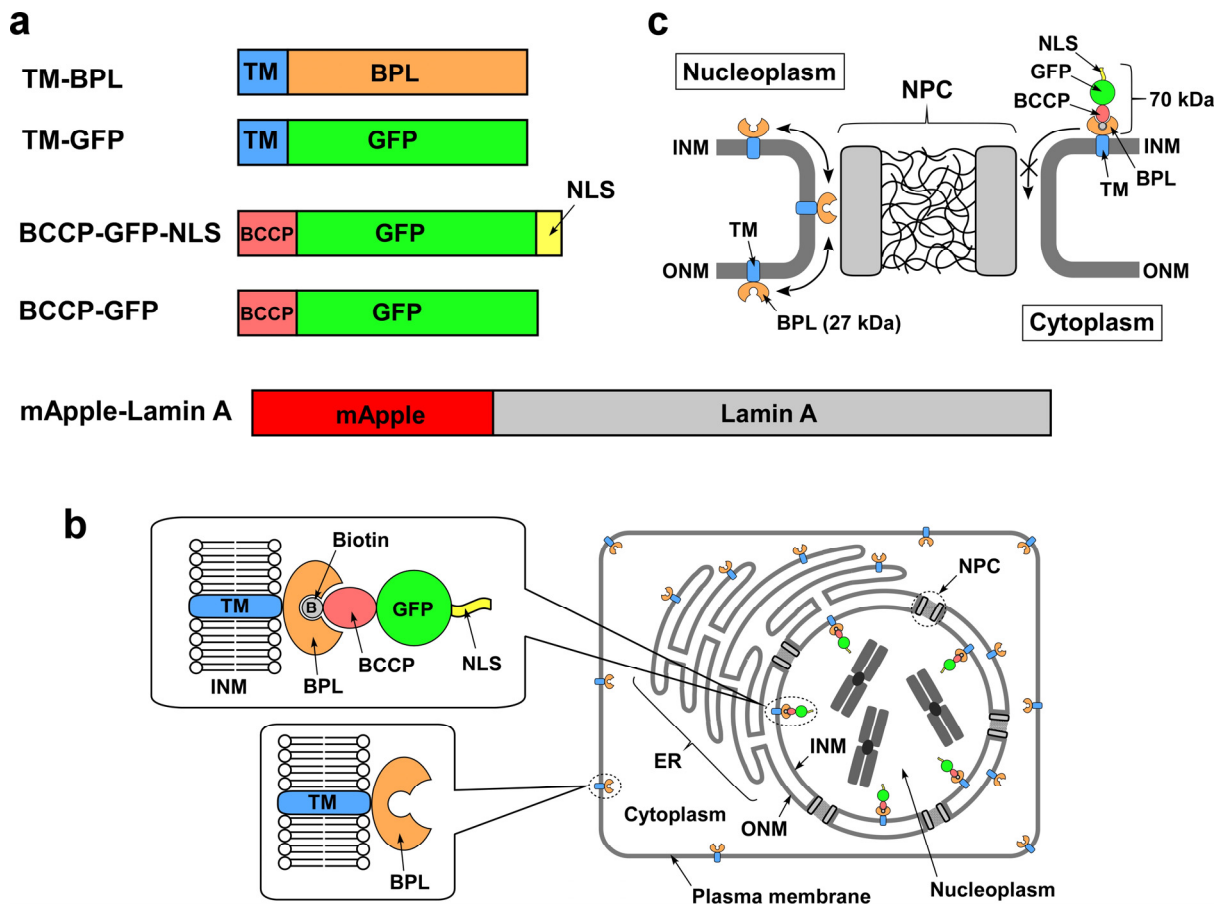 a
TM-BPL
TM
BPL
TM-GFP
TM
GFP
NLS
BCCP-GFP-NLS
BCCP
GFP
BCCP-GFP
BCCP
GFP
mApple-Lamin A
mApple
Lamin A
c
Nucleoplasm
NPC
NLS
GFP
BCCP
70 kDa
INM
INM
BPL
TM
TM
ONM
ONM
BPL (27 kDa)
Cytoplasm
b
Biotin
TM
B
GFP
INM
BPL
BCCP
NLS
TM
BPL
NPC
INM
ER
Cytoplasm
ONM
Plasma membrane
Nucleoplasm